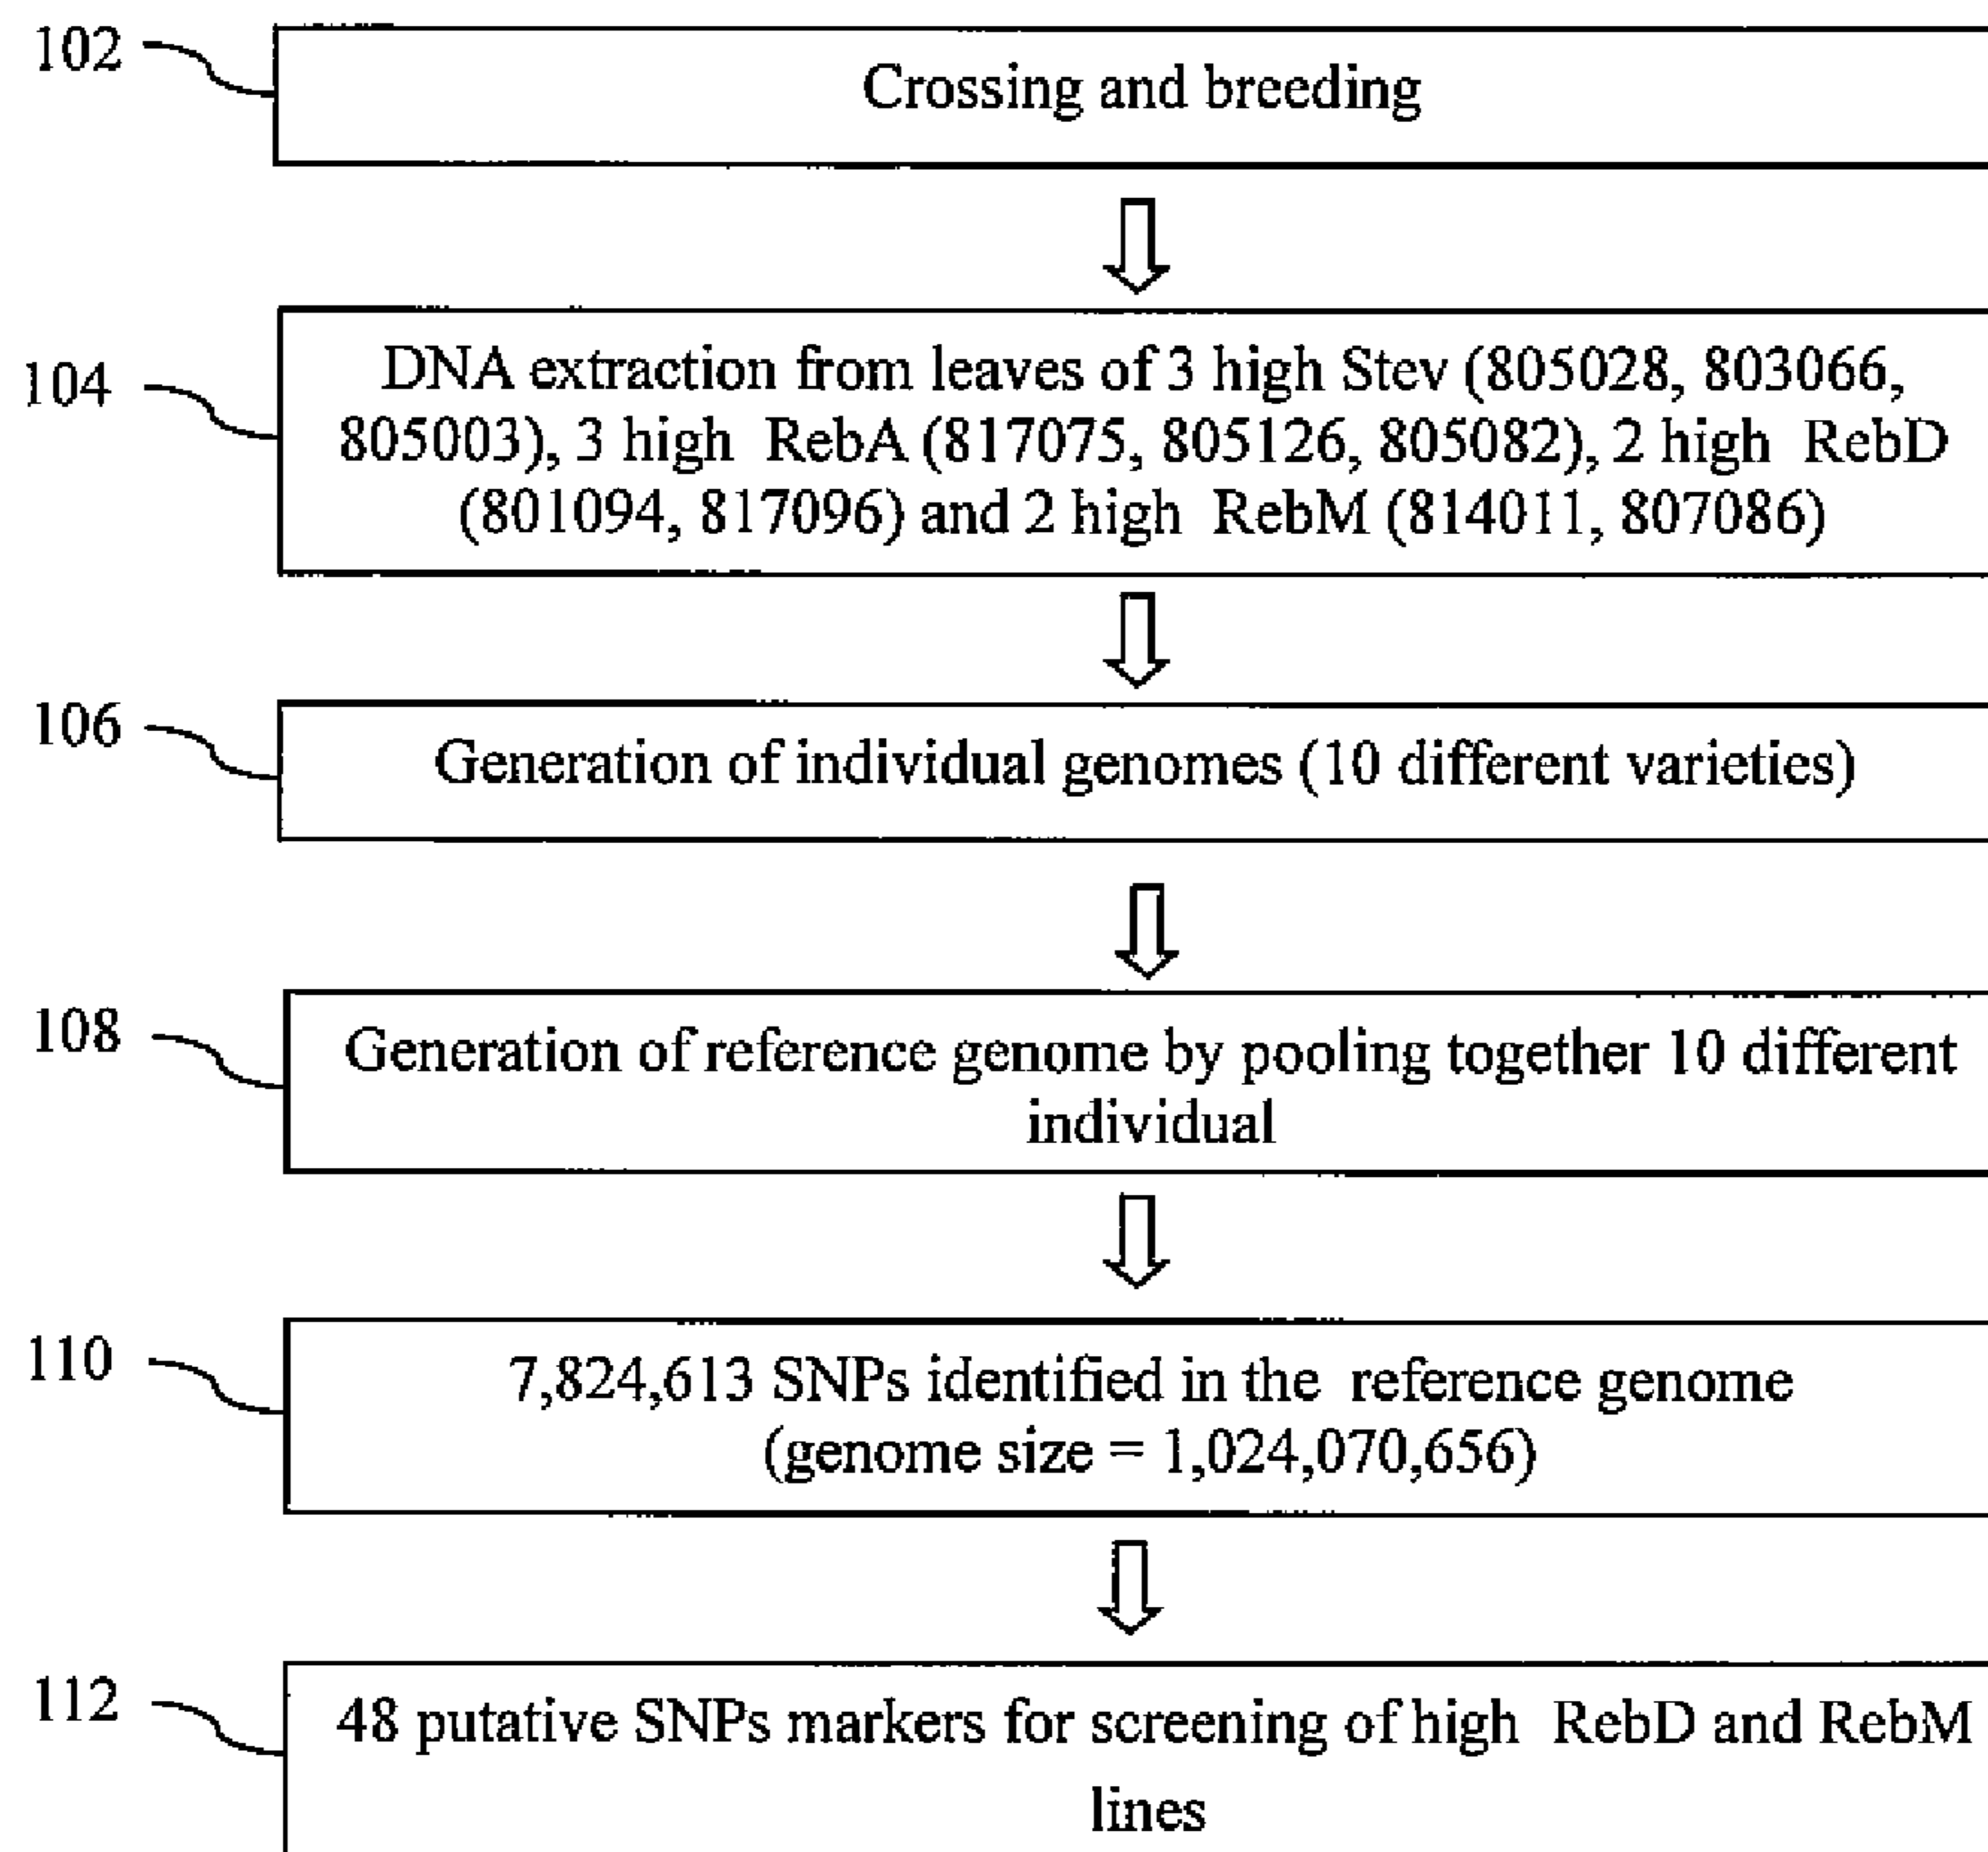 102
Crossing and breeding
104
DNA extraction from leaves of 3 high Stev (805028, 803066,
805003), 3 high RebA (817075, 805126, 805082), 2 high RebD
(801094, 817096) and 2 high RebM (814011, 807086)
106
Generation of individual genomes (10 different varieties)
108
Generation of reference genome by pooling together 10 different
individual
110
7,824,613 SNPs identified in the reference genome
(genome size = 1,024,070,656)
112
48 putative SNPs markers for screening of high RebD and RebM
lines